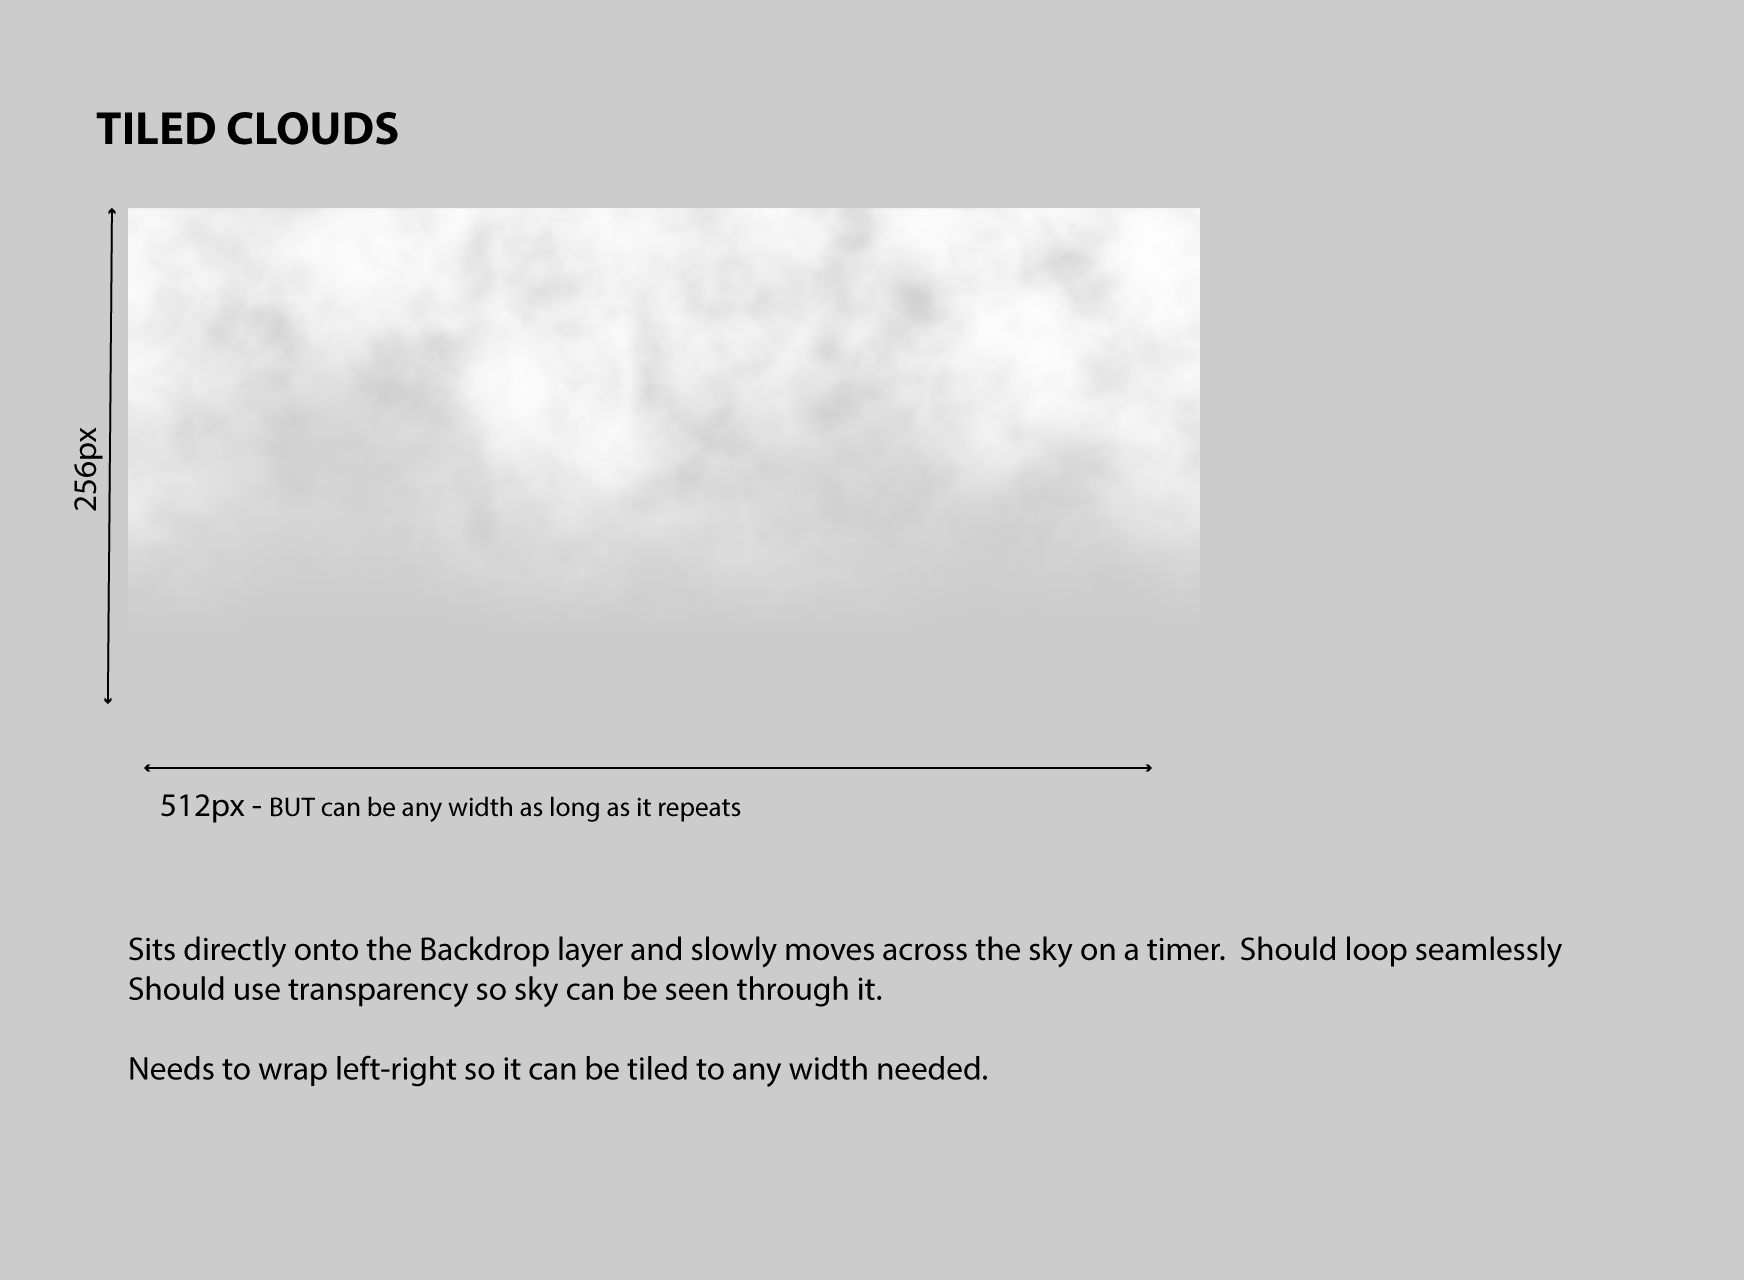 TILED CLOUDS
256px
512px - BUT can be any width as long as it repeats
Sits directly onto the Backdrop layer and slowly moves across the sky on a timer.  Should loop seamlessly
Should use transparency so sky can be seen through it.
Needs to wrap left-right so it can be tiled to any width needed.